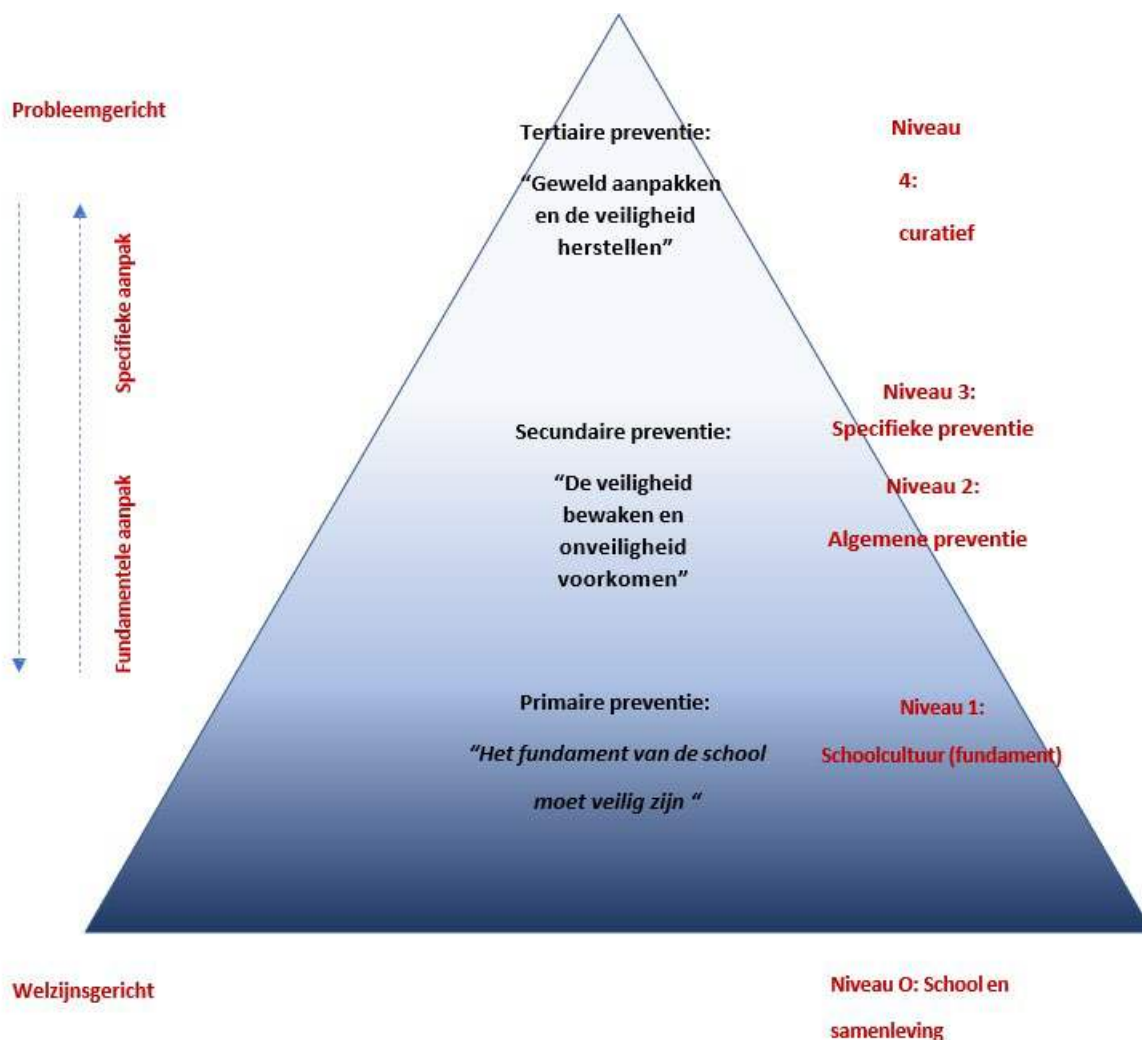 Probleemgericht
Specifieke aanpak
Fundamentele aanpak
Welzijnsgericht
Tertiaire preventie:
“Geweld aanpakken
en de veiligheid
herstellen”
Niveau
4:
curatief
Secundaire preventie:
“De veiligheid
bewaken en
onveiligheid
voorkomen”
Niveau 3:
Specifieke preventie
Niveau 2:
Algemene preventie
Primaire preventie:
“Het fundament van de school
moet veilig zijn “
Niveau 1:
Schoolcultuur (fundament)
Niveau O: School en
samenleving